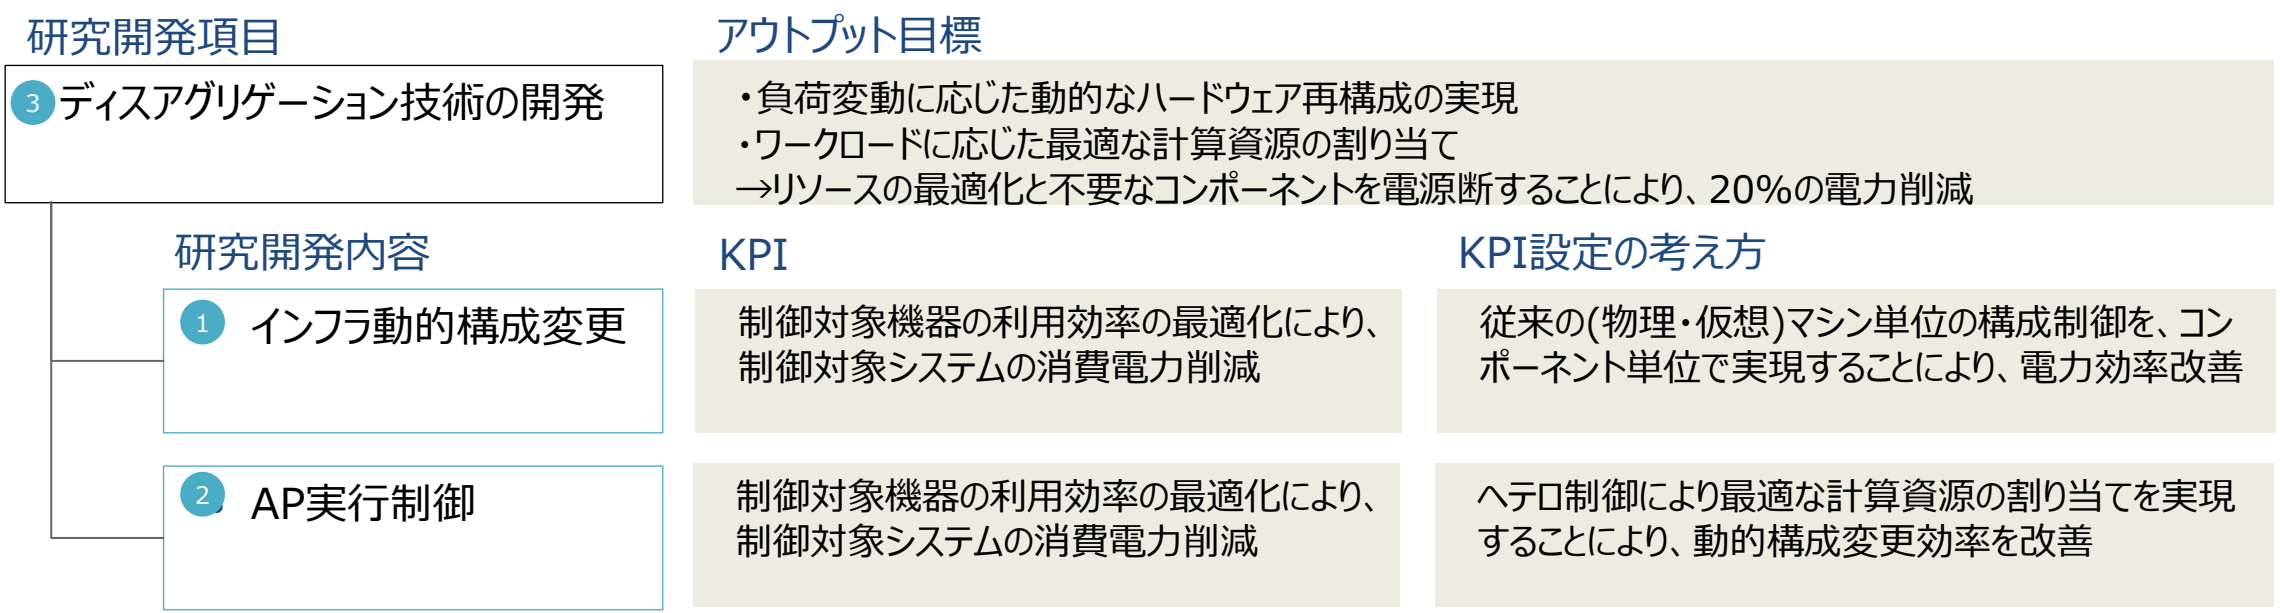 研究開発項目
アウトプット目標
3 ディスアグリゲーション技術の開発
・負荷変動に応じた動的なハードウェア再構成の実現
・ワークロードに応じた最適な計算資源の割り当て
→リソースの最適化と不要なコンポーネントを電源断することにより、20%の電力削減
研究開発内容
KPI
KPI設定の考え方
1 インフラ動的構成変更
制御対象機器の利用効率の最適化により、
制御対象システムの消費電力削減
従来の(物理・仮想)マシン単位の構成制御を、コン
ポーネント単位で実現することにより、電力効率改善
2 AP実行制御
制御対象機器の利用効率の最適化により、
制御対象システムの消費電力削減
ヘテロ制御により最適な計算資源の割り当てを実現
することにより、動的構成変更効率を改善